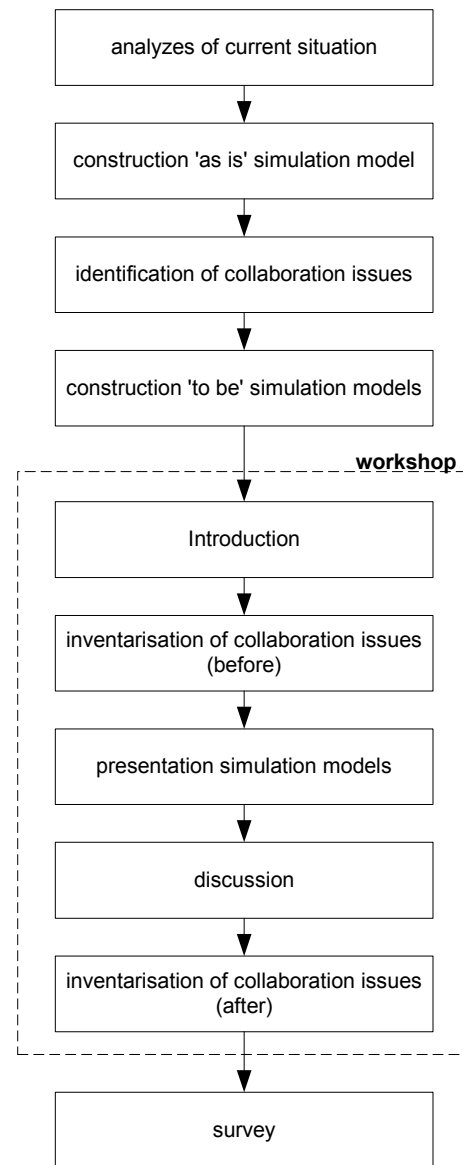 analyzes of current situation
construction 'as is' simulation model
identification of collaboration issues
construction 'to be' simulation models
workshop
Introduction
inventarisation of collaboration issues
(before)
presentation simulation models
discussion
inventarisation of collaboration issues
(after)
survey